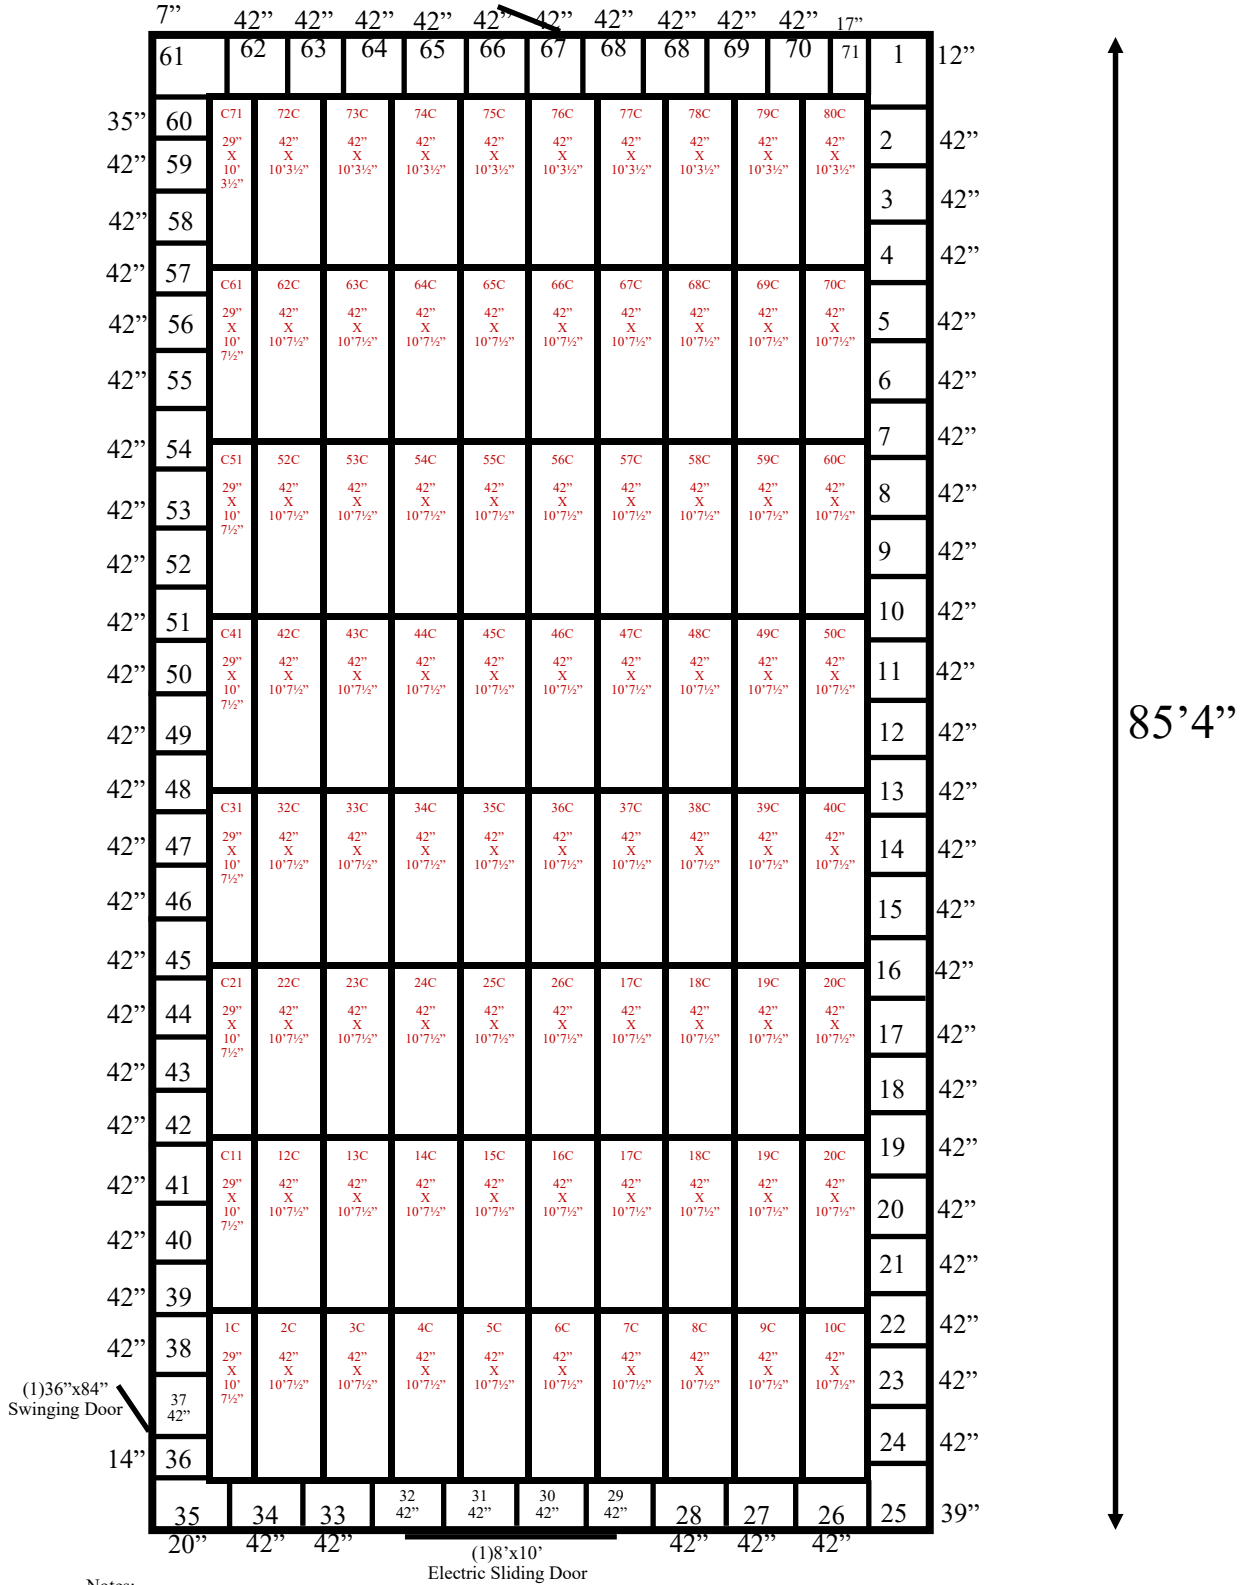 7”
42” 42” 42” 42” 42” 42” 42” 42” 42” 42” 17”
61 62 63 64 65 66 67 68 68 69 70 71 1 12”
35” 60
42” 59
42” 58
42” 57
42” 56
42” 55
42” 54
42” 53
42” 52
42” 51
42” 50
42” 49
42” 48
42” 47
42” 46
42” 45
42” 44
42” 43
42” 42
42” 41
42” 40
42” 39
42” 38
(1)36”x84”
Swinging Door
37
42”
14” 36
C71 72C 73C 74C 75C 76C 77C 78C 79C 80C
29” 42” 42” 42” 42” 42” 42” 42” 42” 42”
X X X X X X X X X X
10’ 10’3½” 10’3½” 10’3½” 10’3½” 10’3½” 10’3½” 10’3½” 10’3½” 10’3½”
3½”
C61 62C 63C 64C 65C 66C 67C 68C 69C 70C
29” 42” 42” 42” 42” 42” 42” 42” 42” 42”
X X X X X X X X X X
10’ 10’7½” 10’7½” 10’7½” 10’7½” 10’7½” 10’7½” 10’7½” 10’7½” 10’7½”
7½”
C51 52C 53C 54C 55C 56C 57C 58C 59C 60C
29” 42” 42” 42” 42” 42” 42” 42” 42” 42”
X X X X X X X X X X
10’ 10’7½” 10’7½” 10’7½” 10’7½” 10’7½” 10’7½” 10’7½” 10’7½” 10’7½”
7½”
C41 42C 43C 44C 45C 46C 47C 48C 49C 50C
29” 42” 42” 42” 42” 42” 42” 42” 42” 42”
X X X X X X X X X X
10’ 10’7½” 10’7½” 10’7½” 10’7½” 10’7½” 10’7½” 10’7½” 10’7½” 10’7½”
7½”
C31 32C 33C 34C 35C 36C 37C 38C 39C 40C
29” 42” 42” 42” 42” 42” 42” 42” 42” 42”
X X X X X X X X X X
10’ 10’7½” 10’7½” 10’7½” 10’7½” 10’7½” 10’7½” 10’7½” 10’7½” 10’7½”
7½”
C21 22C 23C 24C 25C 26C 17C 18C 19C 20C
29” 42” 42” 42” 42” 42” 42” 42” 42” 42”
X X X X X X X X X X
10’ 10’7½” 10’7½” 10’7½” 10’7½” 10’7½” 10’7½” 10’7½” 10’7½” 10’7½”
7½”
C11 12C 13C 14C 15C 16C 17C 18C 19C 20C
29” 42” 42” 42” 42” 42” 42” 42” 42” 42”
X X X X X X X X X X
10’ 10’7½” 10’7½” 10’7½” 10’7½” 10’7½” 10’7½” 10’7½” 10’7½” 10’7½”
7½”
1C 2C 3C 4C 5C 6C 7C 8C 9C 10C
29” 42” 42” 42” 42” 42” 42” 42” 42” 42”
X X X X X X X X X X
10’ 10’7½” 10’7½” 10’7½” 10’7½” 10’7½” 10’7½” 10’7½” 10’7½” 10’7½”
7½”
2 42”
3 42”
4 42”
5 42”
6 42”
7 42”
8 42”
9 42”
10 42”
11 42”
12 42”
13 42”
14 42”
15 42”
16 42”
17 42”
18 42”
19 42”
20 42”
21 42”
22 42”
23 42”
24 42”
85’4”
35 34 33 32 31 30 29 28 27 26 25 39”
42” 42” 42” 42”
20” 42” 42” 42” 42” 42”
(1)8’x10’
Electric Sliding Door
Notes: